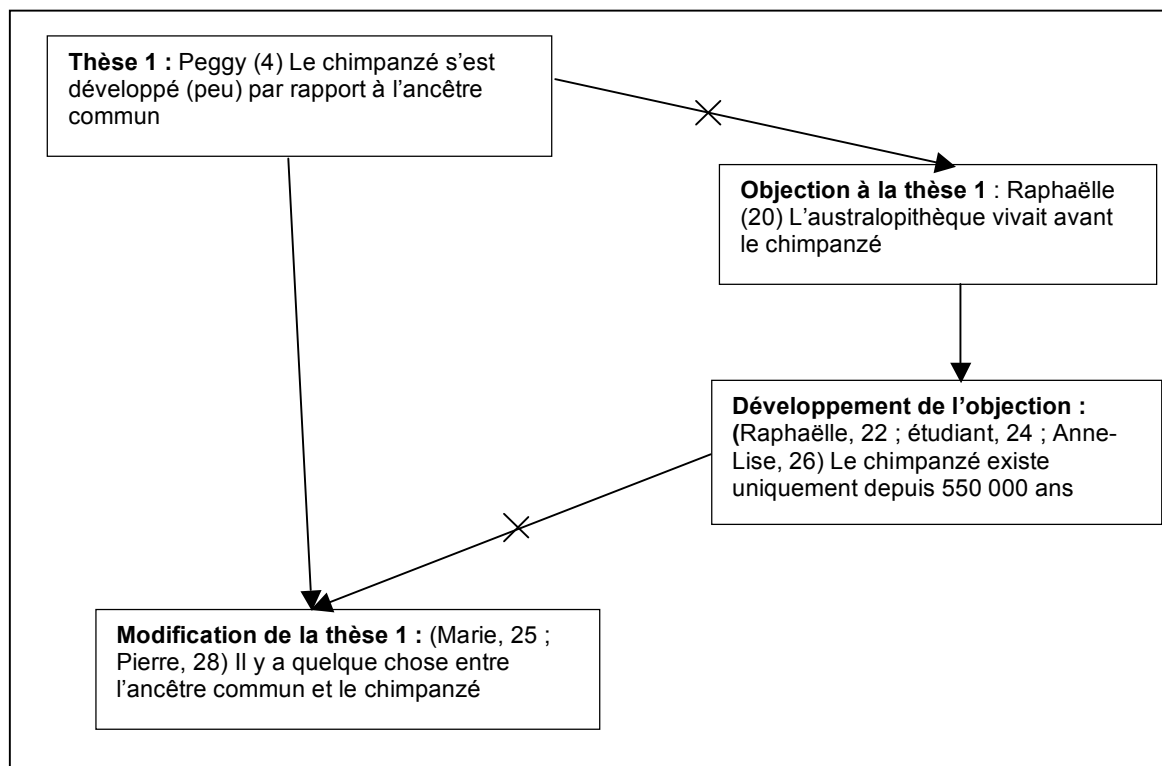 Thèse 1 : Peggy (4) Le chimpanzé s’est
développé (peu) par rapport à l’ancêtre
commun
Objection à la thèse 1 : Raphaëlle
(20) L’australopithèque vivait avant
le chimpanzé
Développement de l’objection :
(Raphaëlle, 22 ; étudiant, 24 ; Anne-
Lise, 26) Le chimpanzé existe
uniquement depuis 550 000 ans
Modification de la thèse 1 : (Marie, 25 ;
Pierre, 28) Il y a quelque chose entre
l’ancêtre commun et le chimpanzé